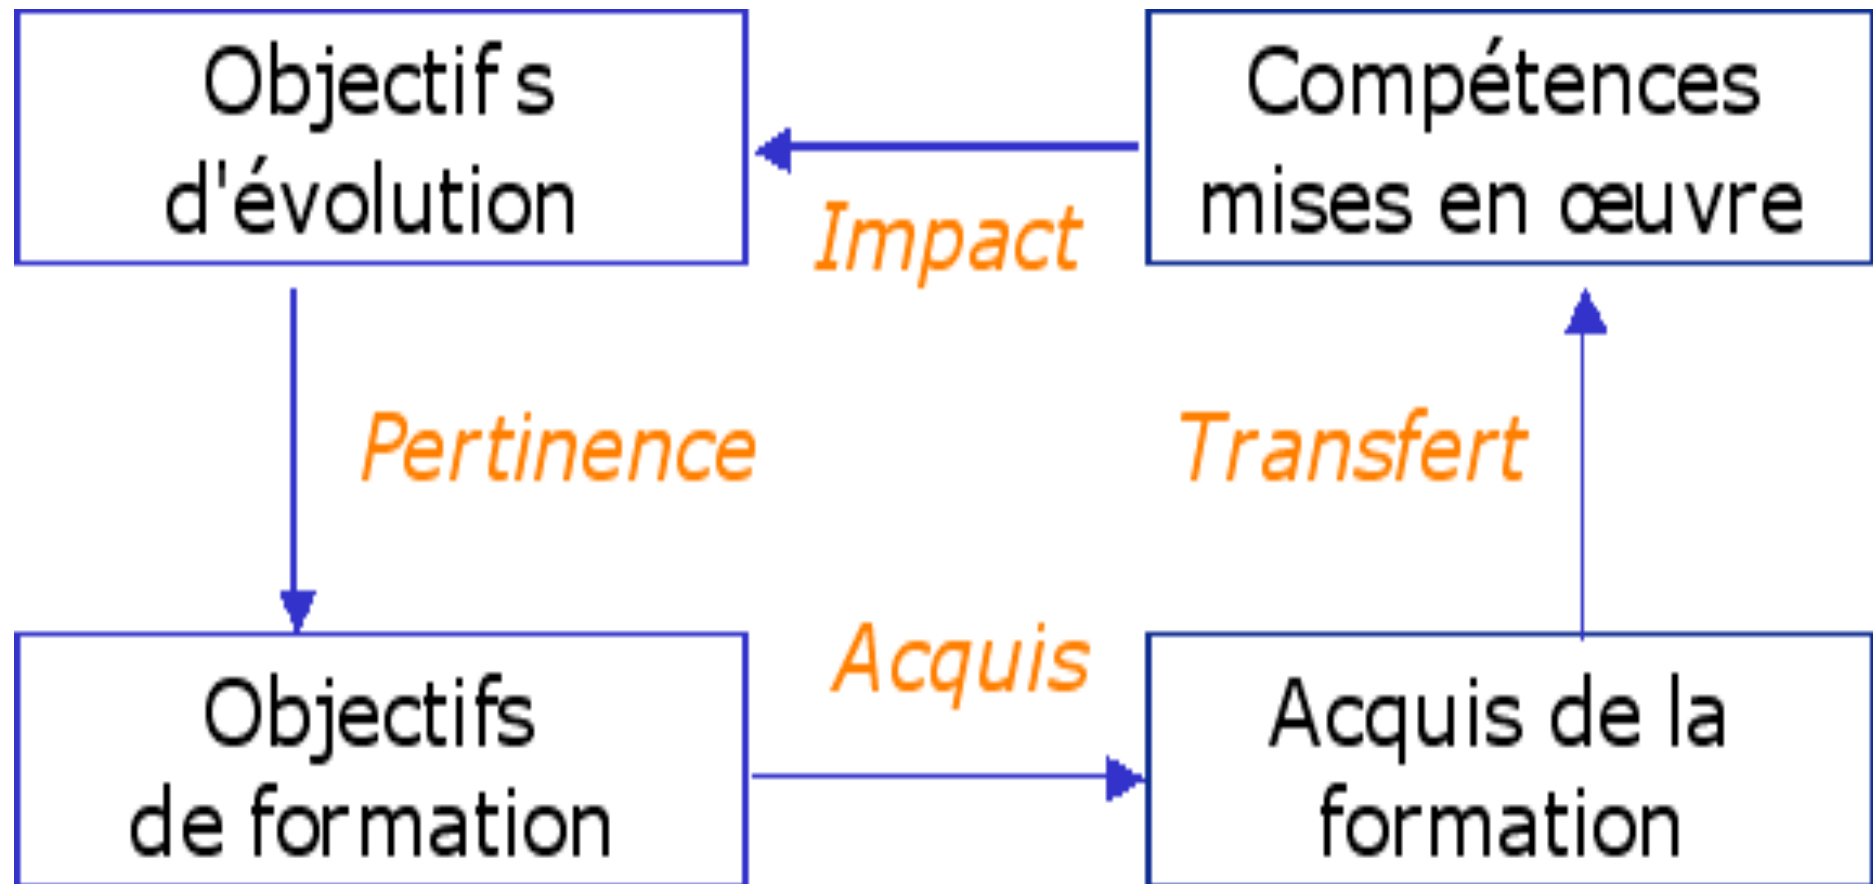 Objectifs
d'évolution
Compétences
mises en œuvre
Impact
Pertinence
Transfert
Objectifs
de formation
Acquis
Acquis de la
formation